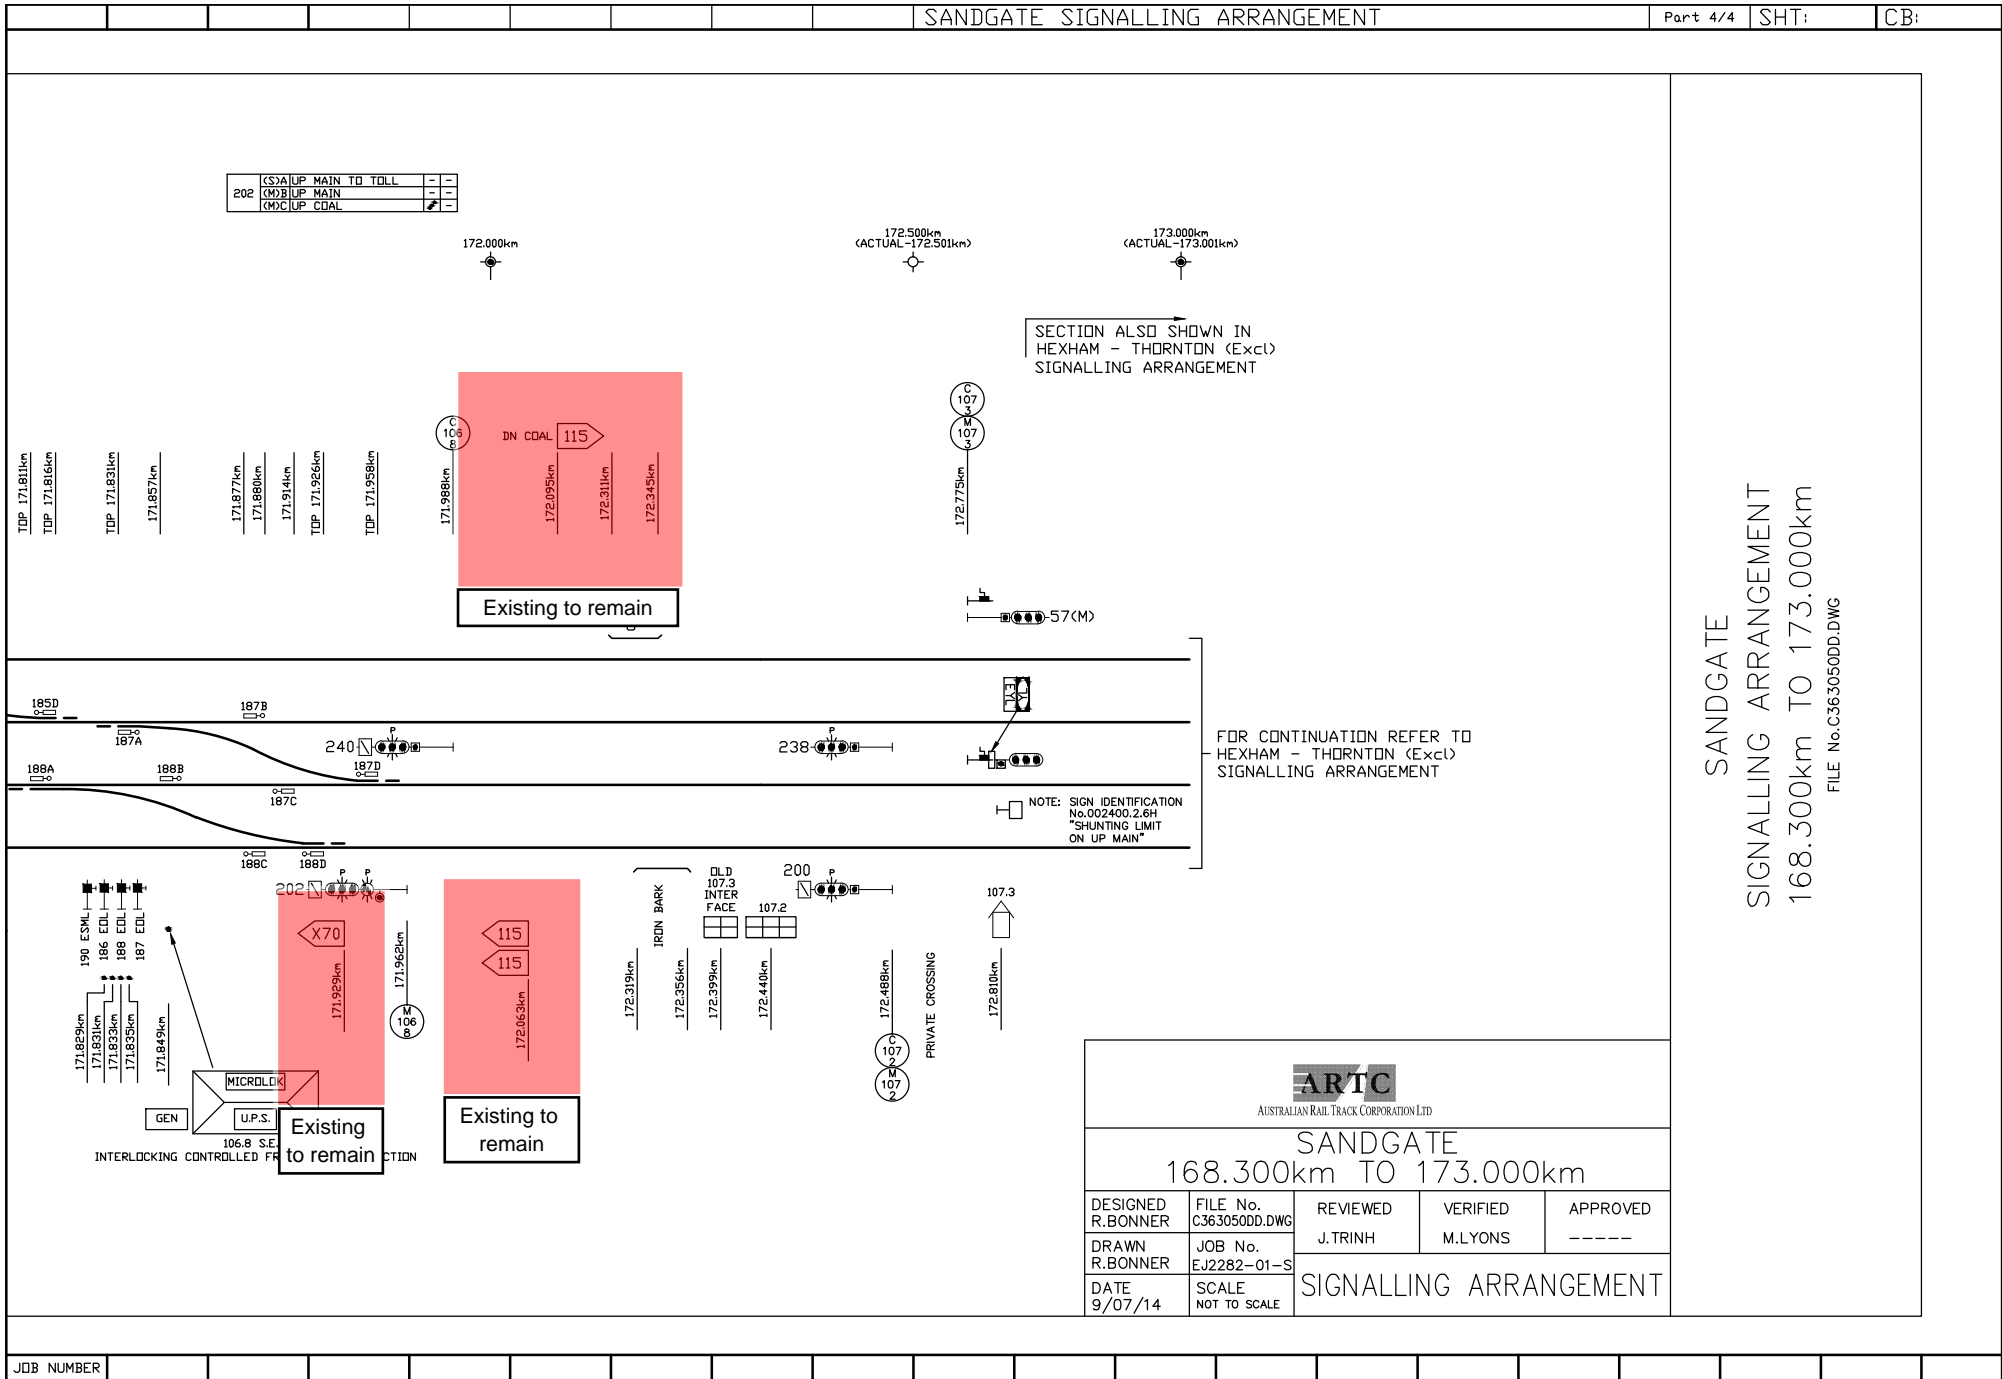 SANDGATE SIGNALLING ARRANGEMENT
Part 4/4
SHT:
CB:
202
(S)A UP MAIN TO TOLL - -
(M)B UP MAIN - -
(M)C UP COAL -
172.000km
172.500km
(ACTUAL-172.501km)
173.000km
(ACTUAL-173.001km)
SECTION ALSO SHOWN IN
HEXHAM - THORNTON (Excl)
SIGNALLING ARRANGEMENT
C
106
8
DN COAL 115
C
107
3
M
107
3
TOP 171.811km
TOP 171.816km
TOP 171.831km
171.857km
171.877km
171.880km
171.914km
TOP 171.926km
TOP 171.958km
171.988km
172.095km
172.311km
172.345km
172.775km
Existing to remain
57(M)
185D
187B
187A
240
P
187D
238
P
EYL
188A
188B
187C
FOR CONTINUATION REFER TO
HEXHAM - THORNTON (Excl)
SIGNALLING ARRANGEMENT
NOTE: SIGN IDENTIFICATION
No.002400.2.6H
"SHUNTING LIMIT
ON UP MAIN"
188C
188D
202
P P
200
P
190 ESML
186 EOL
188 EOL
187 EOL
X70
115
115
IRON BARK
OLD
107.3
INTER
FACE
107.2
107.3
171.829km
171.831km
171.833km
171.835km
171.849km
171.929km
171.962km
M
106
8
172.063km
172.319km
172.356km
172.399km
172.440km
172.488km
C
107
2
M
107
2
PRIVATE CROSSING
172.810km
MICROLOK
GEN
U.P.S.
106.8 S.E.
INTERLOCKING CONTROLLED FR
CTION
Existing
to remain
Existing to
remain
ARTC
AUSTRALIAN RAIL TRACK CORPORATION LTD
SANDGATE
168.300km TO 173.000km
DESIGNED
R.BONNER
FILE No.
C363050DD.DWG
REVIEWED
J.TRINH
VERIFIED
M.LYONS
APPROVED
-----
DRAWN
R.BONNER
JOB No.
EJ2282-01-S
DATE
9/07/14
SCALE
NOT TO SCALE
SIGNALLING ARRANGEMENT
SANDGATE
SIGNALLING ARRANGEMENT
168.300km TO 173.000km
FILE No.C363050DD.DWG
JOB NUMBER